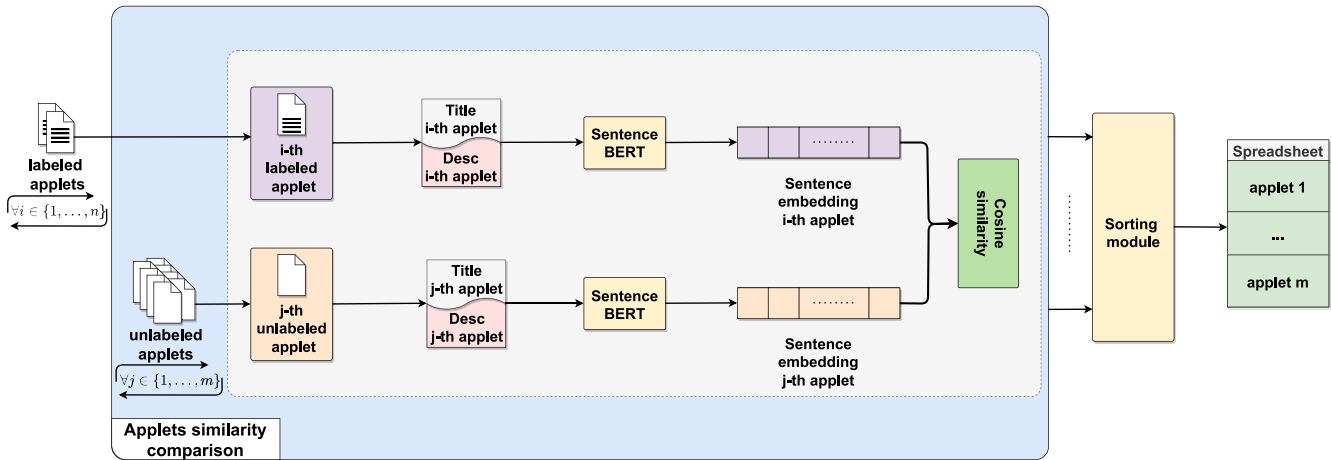 labeled
applets
∀i ∈ {1, . . . , n}
i-th
labeled
applet
Title
i-th applet
Desc
i-th applet
Sentence
BERT
........
Sentence
embedding
i-th applet
unlabeled
applets
∀j ∈ {1, . . . , m}
j-th
unlabeled
applet
Title
j-th applet
Desc
j-th applet
Sentence
BERT
........
Sentence
embedding
j-th applet
Cosine
similarity
Sorting
module
Spreadsheet
applet 1
...
applet m
Applets similarity
comparison